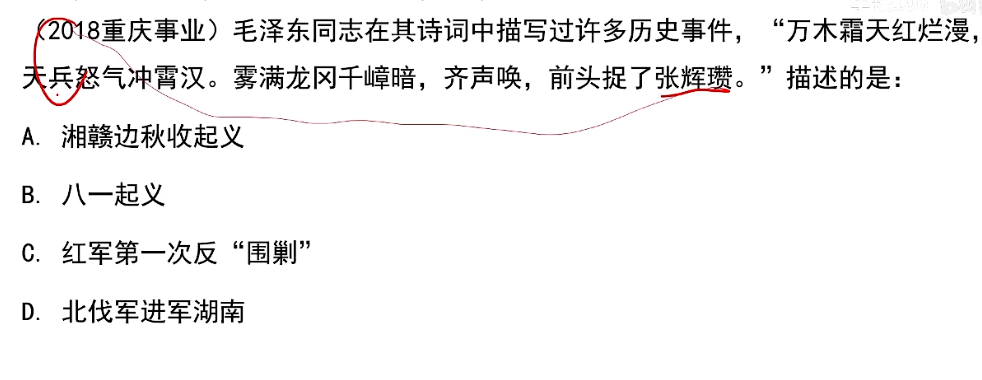 （2018重庆事业）毛泽东同志在其诗词中描写过许多历史事件，“万木霜天红烂漫，
天兵怒气冲霄汉。雾满龙冈千嶂暗，齐声唤，前头捉了张辉瓒。”描述的是：
A. 湘赣边秋收起义
B. 八一起义
C. 红军第一次反“围剿”
D. 北伐军进军湖南